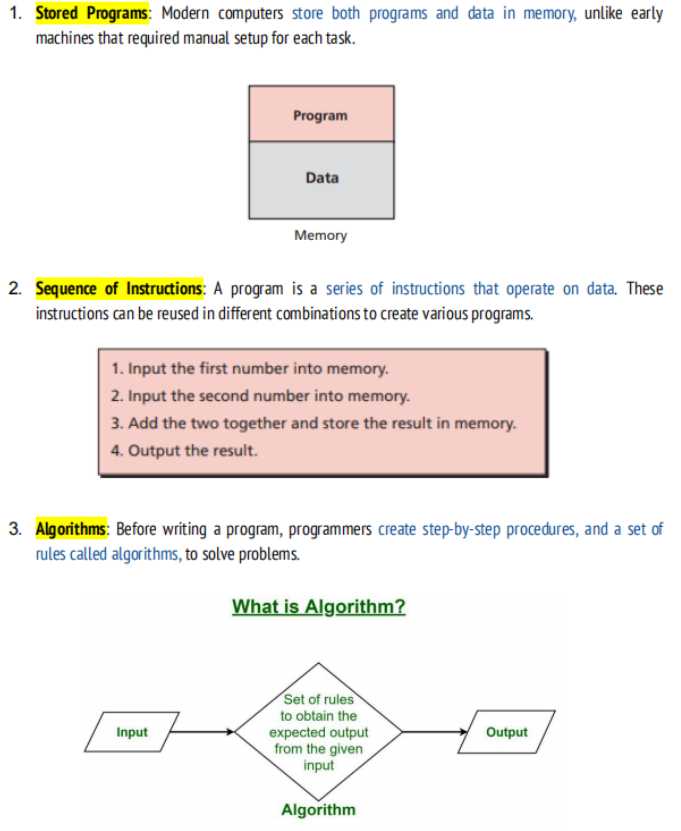 1. Stored Programs: Modern computers store both programs and data in memory, unlike early
machines that required manual setup for each task.
Program
Data
Memory
2. Sequence of Instructions: A program is a series of instructions that operate on data. These
instructions can be reused in different combinations to create various programs.
1. Input the first number into memory.
2. Input the second number into memory.
3. Add the two together and store the result in memory.
4. Output the result.
3. Algorithms: Before writing a program, programmers create step-by-step procedures, and a set of
rules called algorithms, to solve problems.
What is Algorithm?
Input
Set of rules
to obtain the
expected output
from the given
input
Output
Algorithm